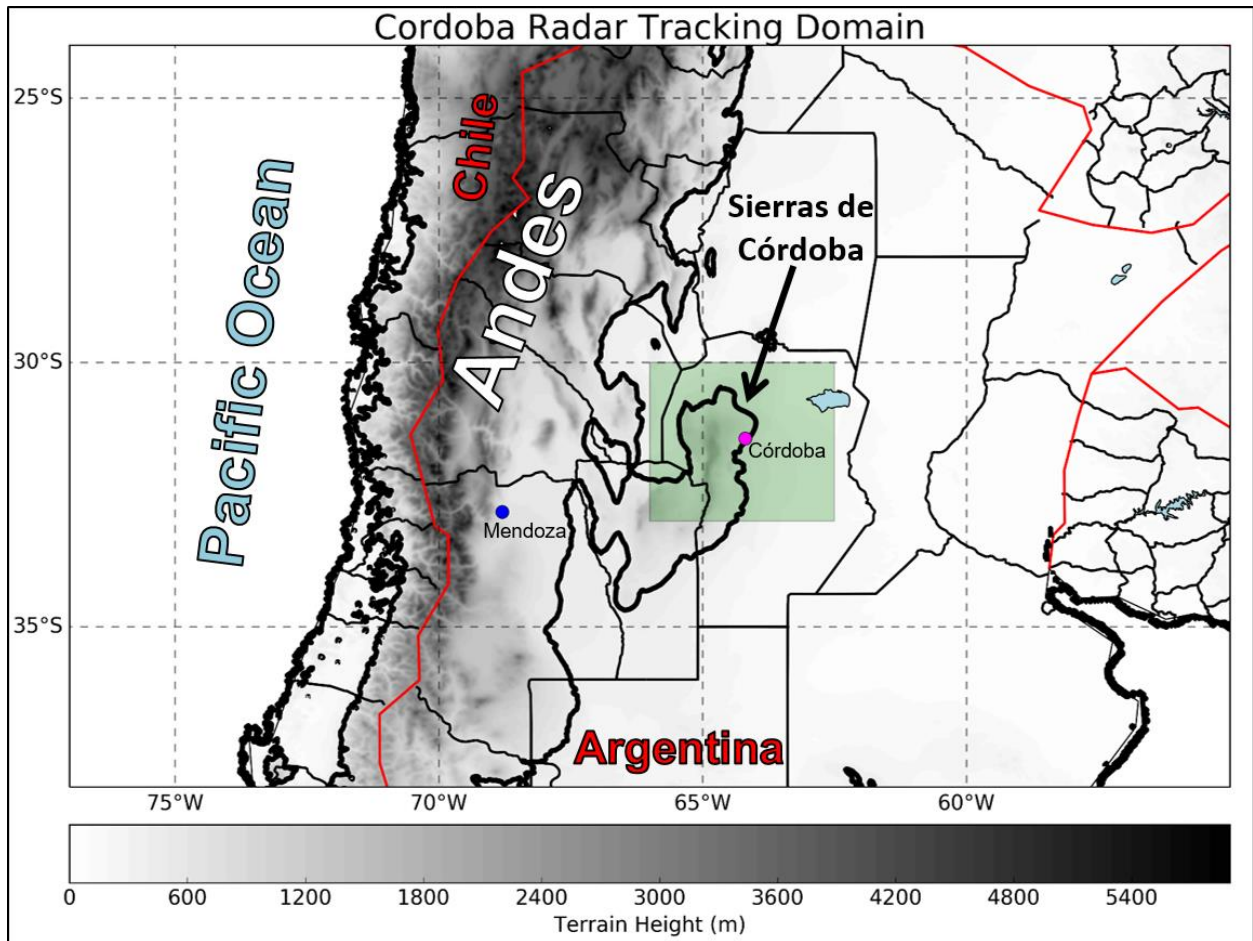 Cordoba Radar Tracking Domain
25°S
30°S
35°S
Pacific Ocean
Chile
Andes
Sierras de
Córdoba
Córdoba
Mendoza
Argentina
75°W
70°W
65°W
60°W
0
600
1200
1800
2400
3000
3600
4200
4800
5400
Terrain Height (m)